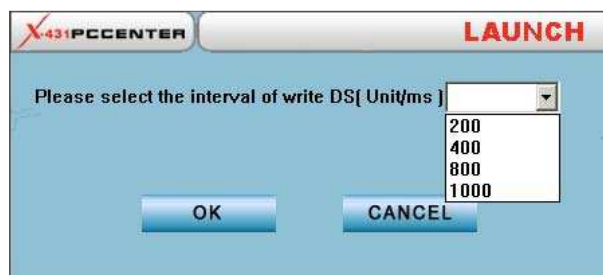 X-431PCCENTER
LAUNCH
Please select the interval of write DS( Unit/ms )
200
400
800
1000
OK
CANCEL